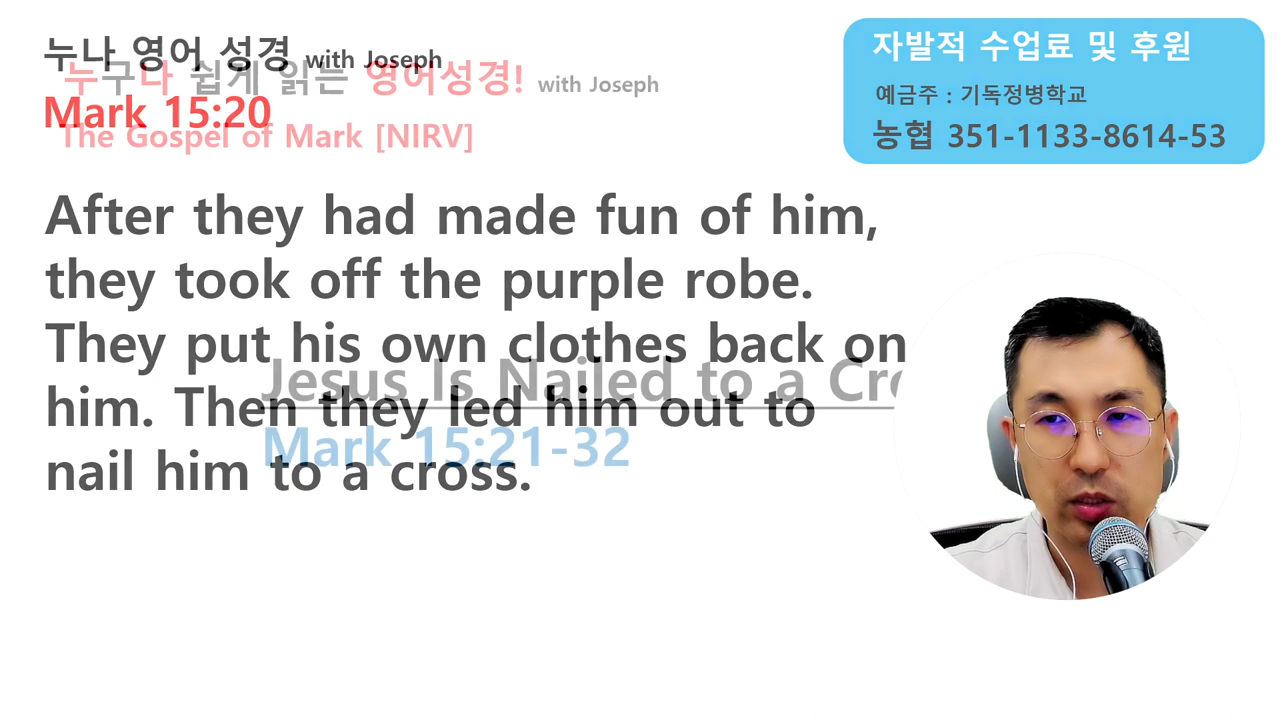 누나 영어 성경 with Joseph
누구나 쉽게 읽는 영어성경! with Joseph
Mark 15:20
The Gospel of Mark [NIRV]
자발적 수업료 및 후원
예금주 : 기독정병학교
농협 351-1133-8614-53
After they had made fun of him,
they took off the purple robe.
They put his own clothes back on
him. Then they led him out to
nail him to a cross.
Jesus Is Nailed to a
Mark 15:21-32